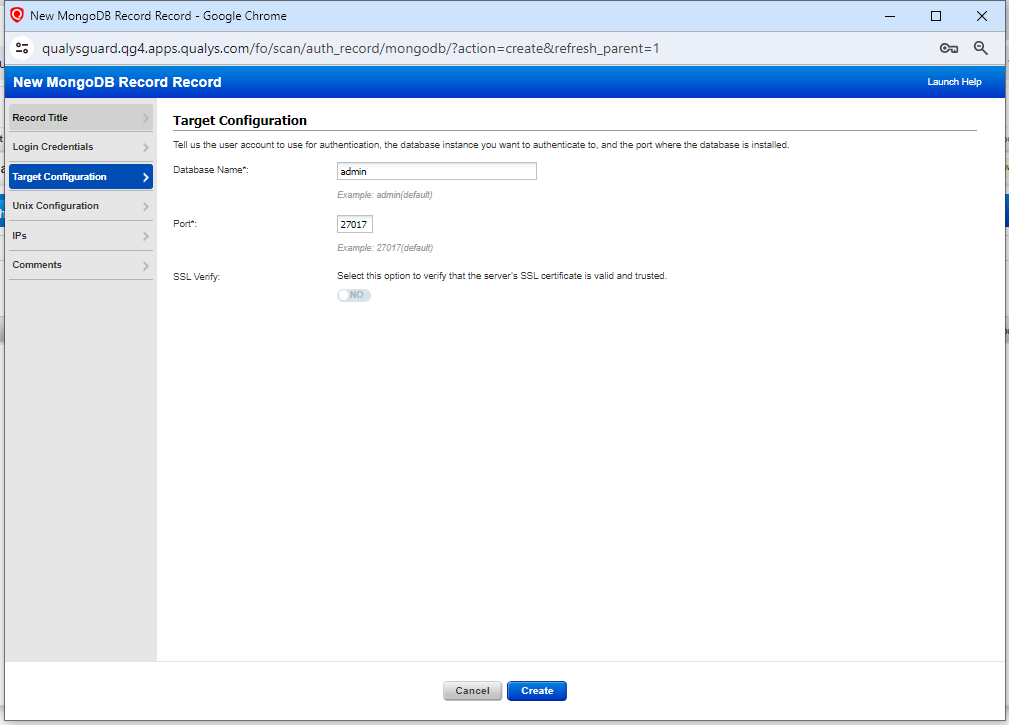 New MongoDB Record Record - Google Chrome
qualysguard.qg4.apps.qualys.com/fo/scan/auth_record/mongodb/?action=create&refresh_parent=1
New MongoDB Record Record
Launch Help
Record Title
Login Credentials
Target Configuration
Unix Configuration
IPs
Comments
Target Configuration
Tell us the user account to use for authentication, the database instance you want to authenticate to, and the port where the database is installed.
Database Name*:
admin
Example: admin(default)
Port*:
27017
Example: 27017(default)
SSL Verify:
Select this option to verify that the server's SSL certificate is valid and trusted.
NO
Cancel
Create